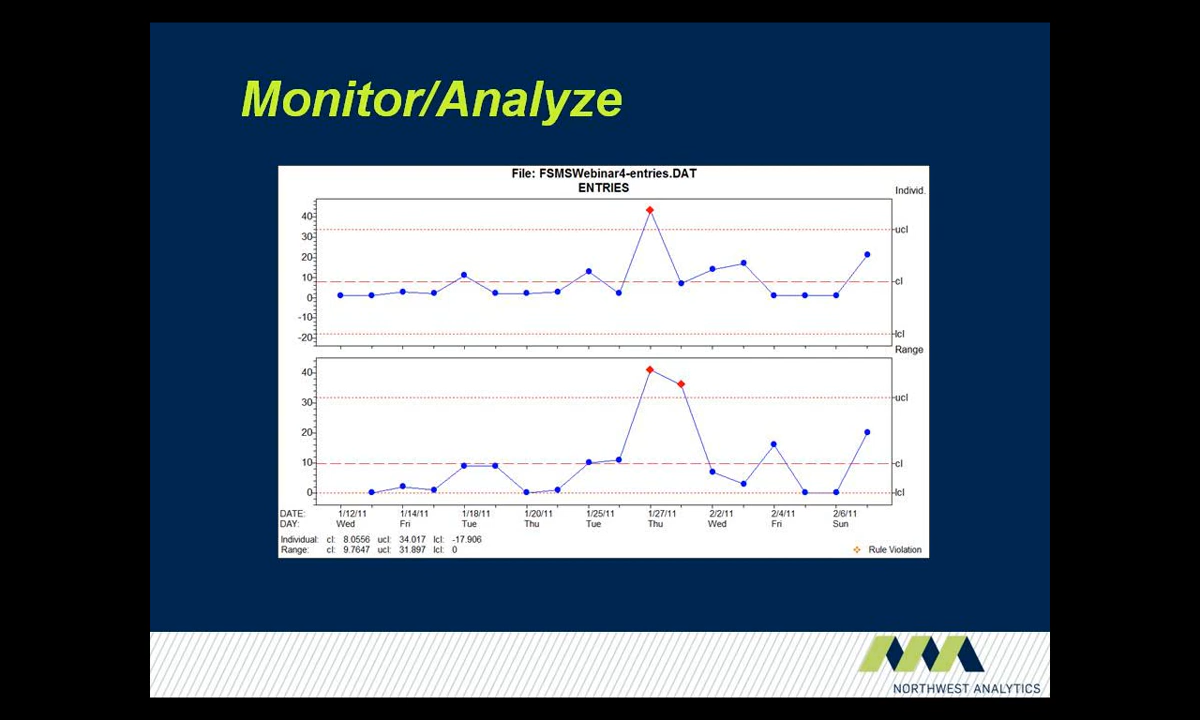 Monitor/Analyze
File: FSMSWebinar4-entries.DAT
ENTRIES
Individ.
40
30
20
10
0
-10
-20
ucl
cl
lcl
Range
40
30
20
10
0
ucl
cl
lcl
DATE: 1/12/11 1/14/11 1/18/11 1/20/11 1/25/11 1/27/11 2/2/11 2/4/11 2/6/11
DAY: Wed Fri Tue Thu Tue Thu Wed Fri Sun
Individual: cl: 8.0556 ucl: 34.017 lcl: -17.906
Range: cl: 9.7647 ucl: 31.897 lcl: 0
Rule Violation
NORTHWEST ANALYTICS